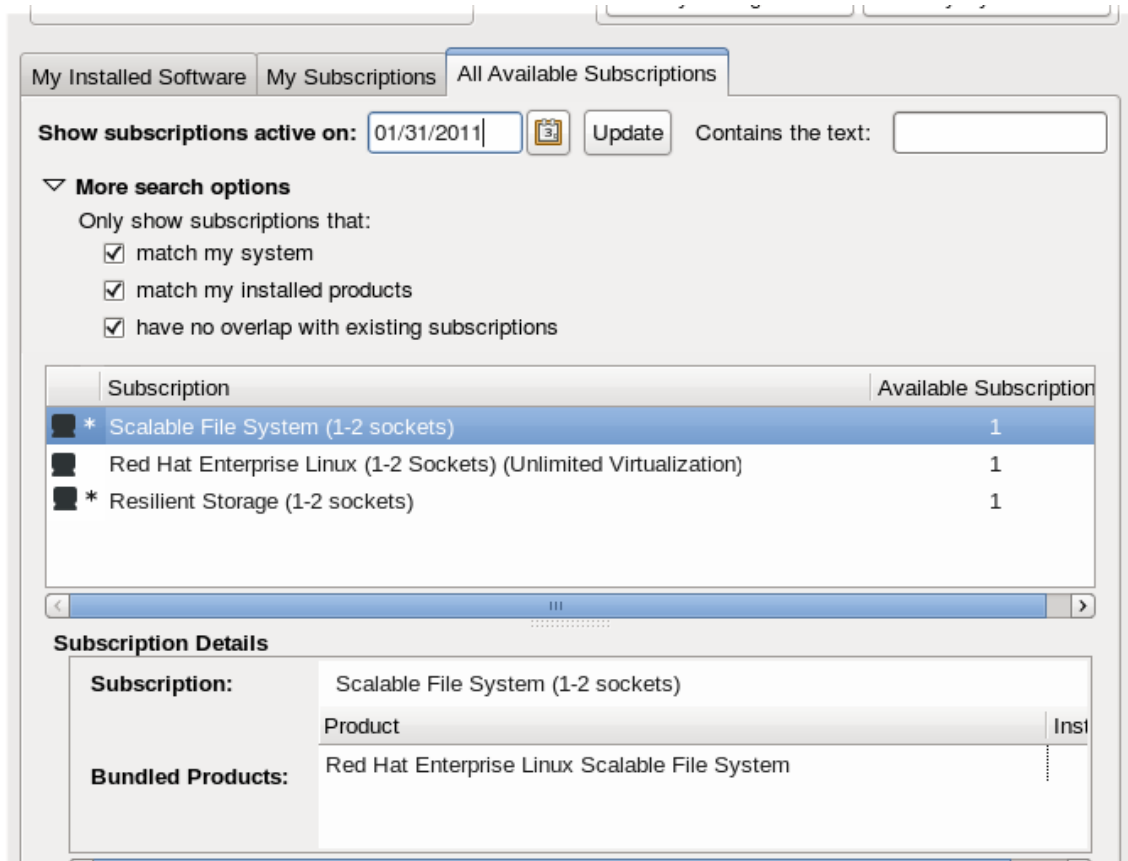 My Installed Software My Subscriptions All Available Subscriptions
Show subscriptions active on: 01/31/2011 Update Contains the text:
More search options
Only show subscriptions that:
match my system
match my installed products
have no overlap with existing subscriptions
Subscription Available Subscription
* Scalable File System (1-2 sockets) 1
Red Hat Enterprise Linux (1-2 Sockets) (Unlimited Virtualization) 1
* Resilient Storage (1-2 sockets) 1
Subscription Details
Subscription: Scalable File System (1-2 sockets)
Product Inst
Bundled Products: Red Hat Enterprise Linux Scalable File System